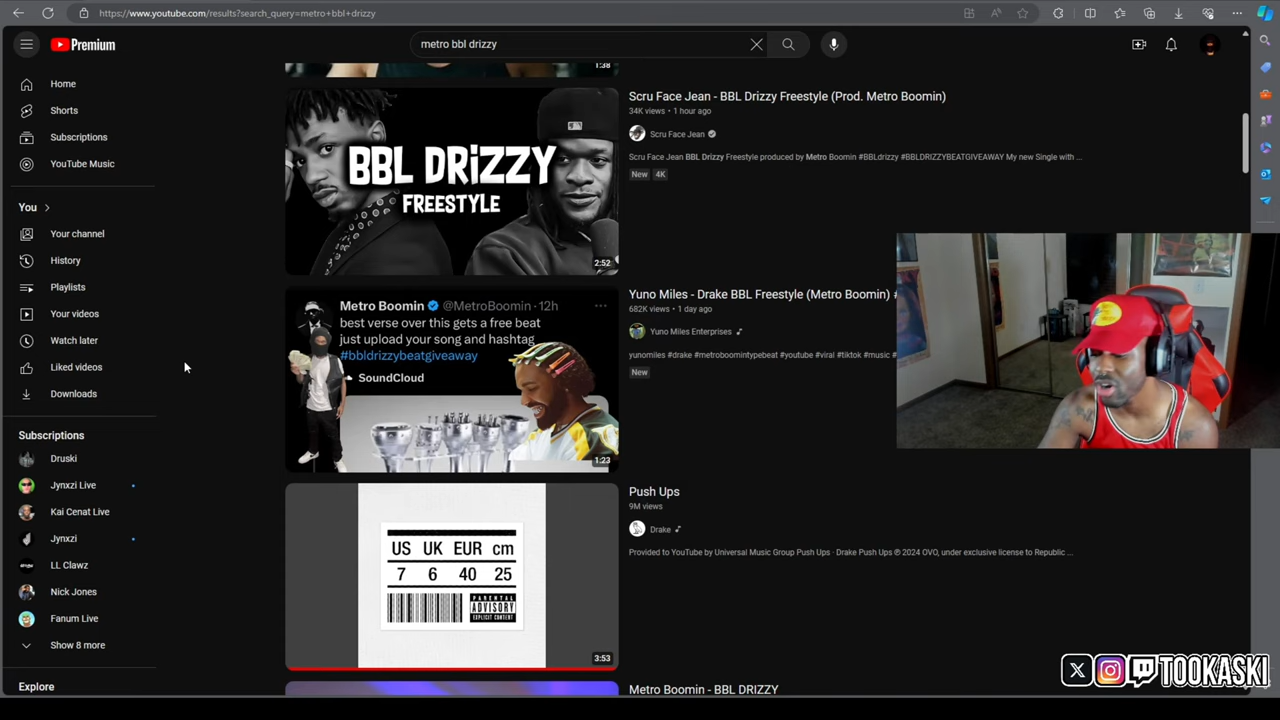 https://www.youtube.com/results?search_query=metro+bbl+drizzy
Premium
metro bbl drizzy
Home
Shorts
Subscriptions
YouTube Music
You
Your channel
History
Playlists
Your videos
Watch later
Liked videos
Downloads
Subscriptions
Druski
Jynxzi Live
Kai Cenat Live
Jynxzi
LL Clawz
Nick Jones
Fanum Live
Show 8 more
Explore
1:38
BBL DRiZZY
FREESTYLE
2:52
Scru Face Jean - BBL Drizzy Freestyle (Prod. Metro Boomin)
34K views • 1 hour ago
Scru Face Jean
Scru Face Jean BBL Drizzy Freestyle produced by Metro Boomin #BBLdrizzy #BBLDRIZZYBEATGIVEAWAY My new Single with ...
New 4K
Metro Boomin @MetroBoomin · 12h
best verse over this gets a free beat
just upload your song and hashtag
#bbldrizzybeatgiveaway
SoundCloud
1:23
Yuno Miles - Drake BBL Freestyle (Metro Boomin) #
682K views • 1 day ago
Yuno Miles Enterprises
yunomiles #drake #metroboomintypebeat #youtube #viral #tiktok #music #
New
US UK EUR cm
7 6 40 25
PARENTAL
ADVISORY
EXPLICIT CONTENT
3:53
Push Ups
9M views
Drake
Provided to YouTube by Universal Music Group Push Ups · Drake Push Ups ℗ 2024 OVO, under exclusive license to Republic ...
Metro Boomin - BBL DRIZZY
TOOKASKI